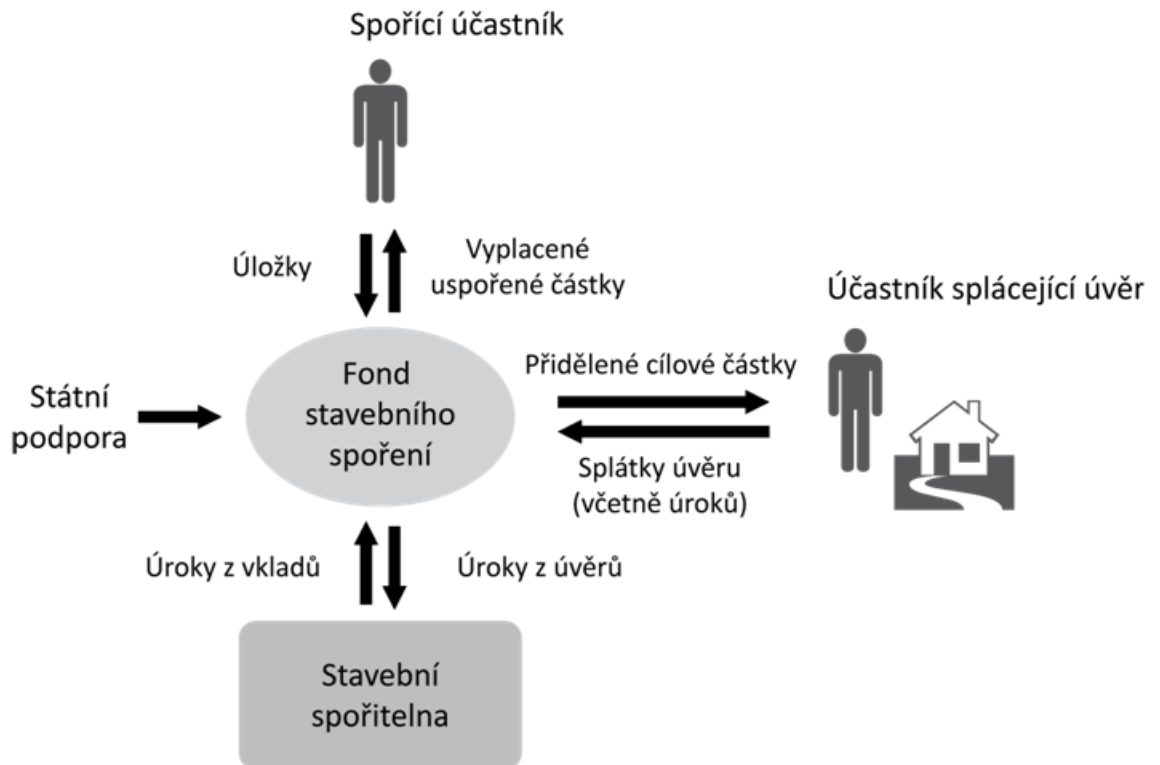 Spořící účastník
Úložky
Vyplacené
uspořené částky
Účastník splácející úvěr
Státní
podpora
Fond
stavebního
spoření
Přidělené cílové částky
Splátky úvěru
(včetně úroků)
Úroky z vkladů
Úroky z úvěrů
Stavební
spořitelna